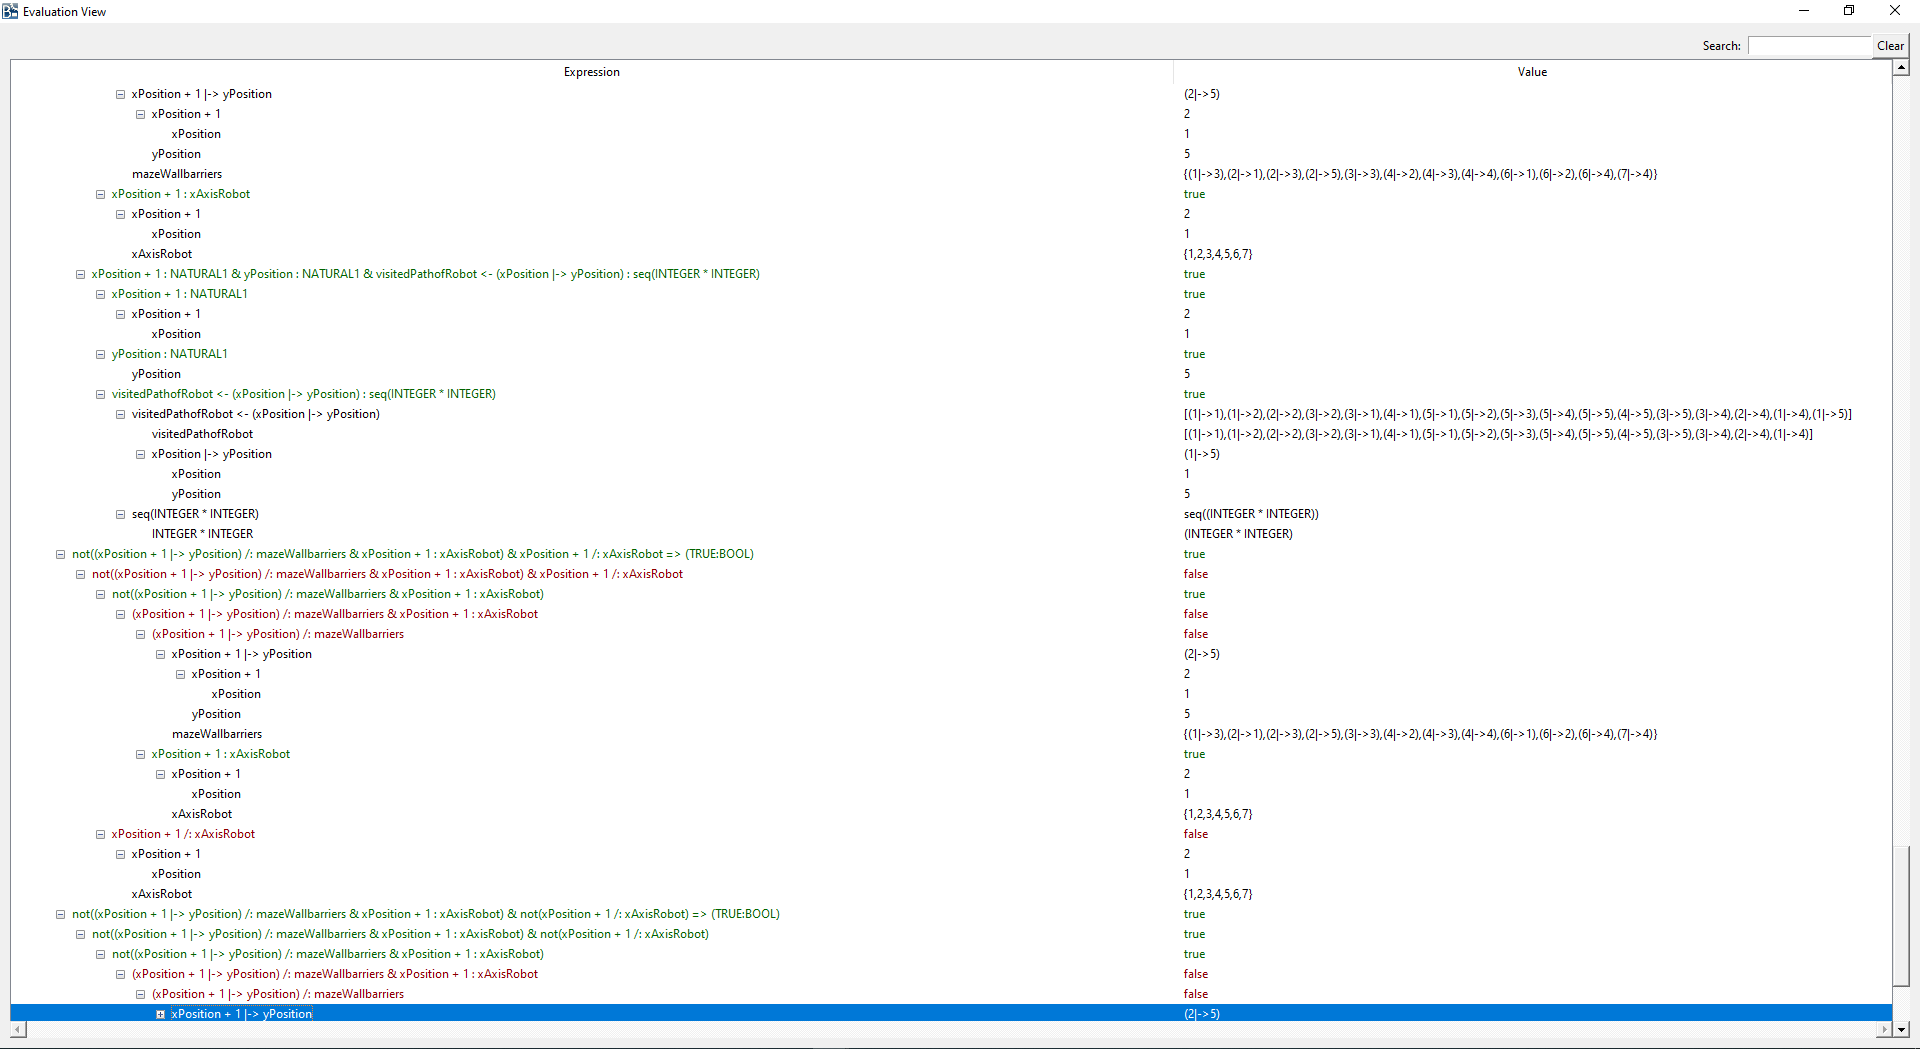 Evaluation View
Search: Clear
Expression Value
xPosition + 1 |-> yPosition (2|->5)
xPosition + 1 2
xPosition 1
yPosition 5
mazeWallbarriers {(1|->3),(2|->1),(2|->3),(2|->5),(3|->3),(4|->2),(4|->3),(4|->4),(6|->1),(6|->2),(6|->4),(7|->4)}
xPosition + 1 : xAxisRobot true
xPosition + 1 2
xPosition 1
xAxisRobot {1,2,3,4,5,6,7}
xPosition + 1 : NATURAL1 & yPosition : NATURAL1 & visitedPathofRobot <- (xPosition |-> yPosition) : seq(INTEGER * INTEGER) true
xPosition + 1 : NATURAL1 true
xPosition + 1 2
xPosition 1
yPosition : NATURAL1 true
yPosition 5
visitedPathofRobot <- (xPosition |-> yPosition) : seq(INTEGER * INTEGER) true
visitedPathofRobot <- (xPosition |-> yPosition) [(1|->1),(1|->2),(2|->2),(3|->2),(3|->1),(4|->1),(5|->1),(5|->2),(5|->3),(5|->4),(5|->5),(4|->5),(3|->5),(3|->4),(2|->4),(1|->4),(1|->5)]
visitedPathofRobot [(1|->1),(1|->2),(2|->2),(3|->2),(3|->1),(4|->1),(5|->1),(5|->2),(5|->3),(5|->4),(5|->5),(4|->5),(3|->5),(3|->4),(2|->4),(1|->4)]
xPosition |-> yPosition (1|->5)
xPosition 1
yPosition 5
seq(INTEGER * INTEGER) seq((INTEGER * INTEGER))
INTEGER * INTEGER (INTEGER * INTEGER)
not((xPosition + 1 |-> yPosition) /: mazeWallbarriers & xPosition + 1 : xAxisRobot) & xPosition + 1 /: xAxisRobot => (TRUE:BOOL) true
not((xPosition + 1 |-> yPosition) /: mazeWallbarriers & xPosition + 1 : xAxisRobot) & xPosition + 1 /: xAxisRobot false
not((xPosition + 1 |-> yPosition) /: mazeWallbarriers & xPosition + 1 : xAxisRobot) true
(xPosition + 1 |-> yPosition) /: mazeWallbarriers & xPosition + 1 : xAxisRobot false
(xPosition + 1 |-> yPosition) /: mazeWallbarriers false
xPosition + 1 |-> yPosition (2|->5)
xPosition + 1 2
xPosition 1
yPosition 5
mazeWallbarriers {(1|->3),(2|->1),(2|->3),(2|->5),(3|->3),(4|->2),(4|->3),(4|->4),(6|->1),(6|->2),(6|->4),(7|->4)}
xPosition + 1 : xAxisRobot true
xPosition + 1 2
xPosition 1
xAxisRobot {1,2,3,4,5,6,7}
xPosition + 1 /: xAxisRobot false
xPosition + 1 2
xPosition 1
xAxisRobot {1,2,3,4,5,6,7}
not((xPosition + 1 |-> yPosition) /: mazeWallbarriers & xPosition + 1 : xAxisRobot) & not(xPosition + 1 /: xAxisRobot) => (TRUE:BOOL) true
not((xPosition + 1 |-> yPosition) /: mazeWallbarriers & xPosition + 1 : xAxisRobot) & not(xPosition + 1 /: xAxisRobot) true
not((xPosition + 1 |-> yPosition) /: mazeWallbarriers & xPosition + 1 : xAxisRobot) true
(xPosition + 1 |-> yPosition) /: mazeWallbarriers & xPosition + 1 : xAxisRobot false
(xPosition + 1 |-> yPosition) /: mazeWallbarriers false
xPosition + 1 |-> yPosition (2|->5)